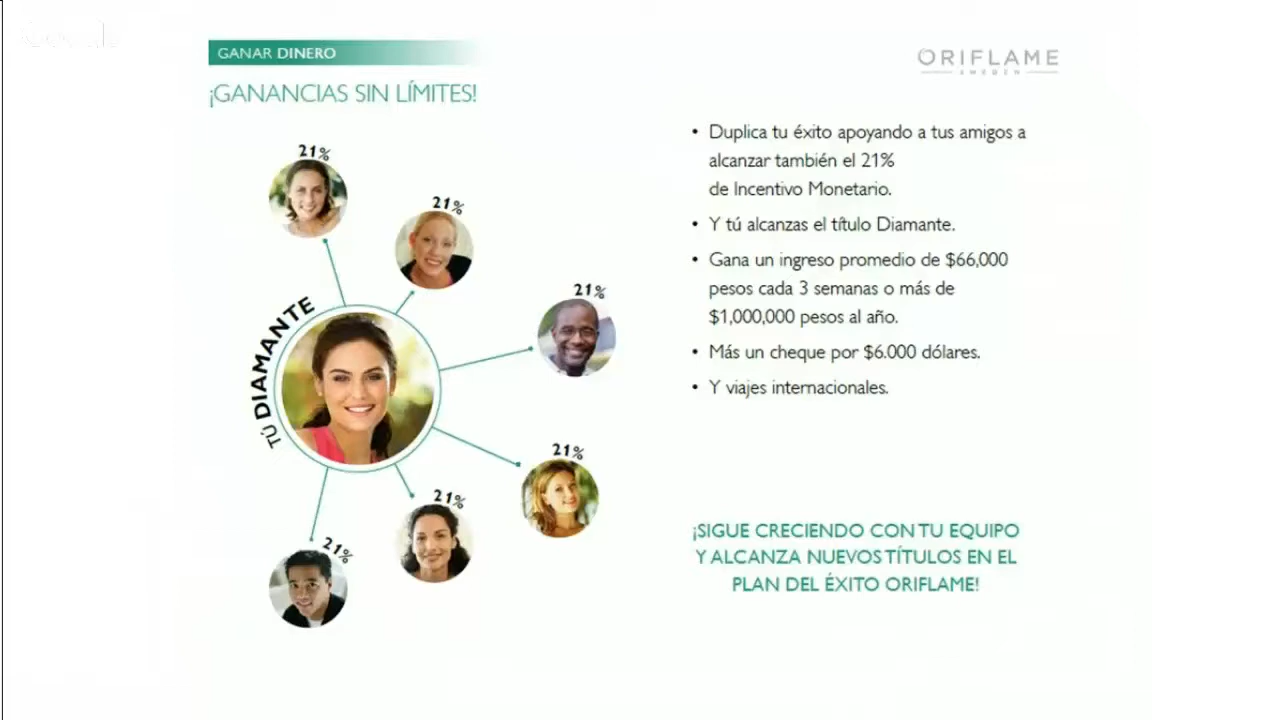 GANAR DINERO
ORIFLAME
SWEDEN
¡GANANCIAS SIN LÍMITES!
21%
21%
21%
21%
21%
21%
TÚ DIAMANTE
• Duplica tu éxito apoyando a tus amigos a
alcanzar también el 21%
de Incentivo Monetario.
• Y tú alcanzas el título Diamante.
• Gana un ingreso promedio de $66,000
pesos cada 3 semanas o más de
$1,000,000 pesos al año.
• Más un cheque por $6.000 dólares.
• Y viajes internacionales.
¡SIGUE CRECIENDO CON TU EQUIPO
Y ALCANZA NUEVOS TÍTULOS EN EL
PLAN DEL ÉXITO ORIFLAME!